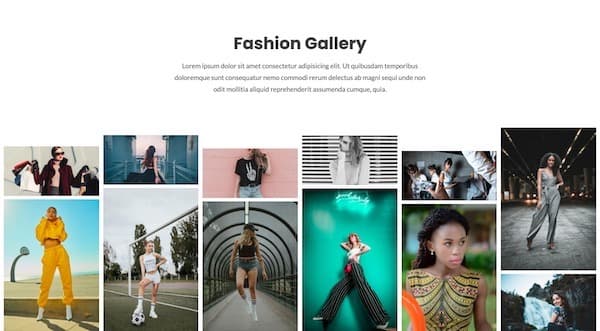 Fashion Gallery
Lorem ipsum dolor sit amet consectetur adipisicing elit. Ut quibusdam temporibus
doloremque sunt consequatur nemo commodi rerum delectus ab magni sequi unde non
odit mollitia aliquid reprehenderit assumenda cumque, quia.